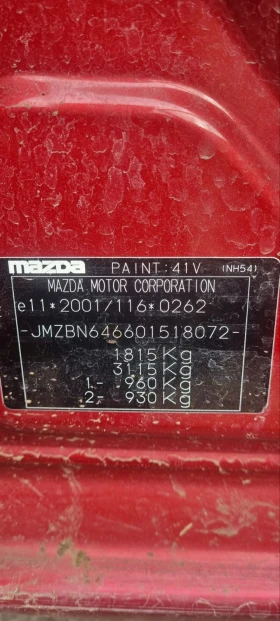 mazda PAINT:41V (NH54)
MAZDA MOTOR CORPORATION
e11*2001/116*0262
-JMZBN646601518072-
1815Kg
3115Kg
1.- 960Kg
2.- 930Kg